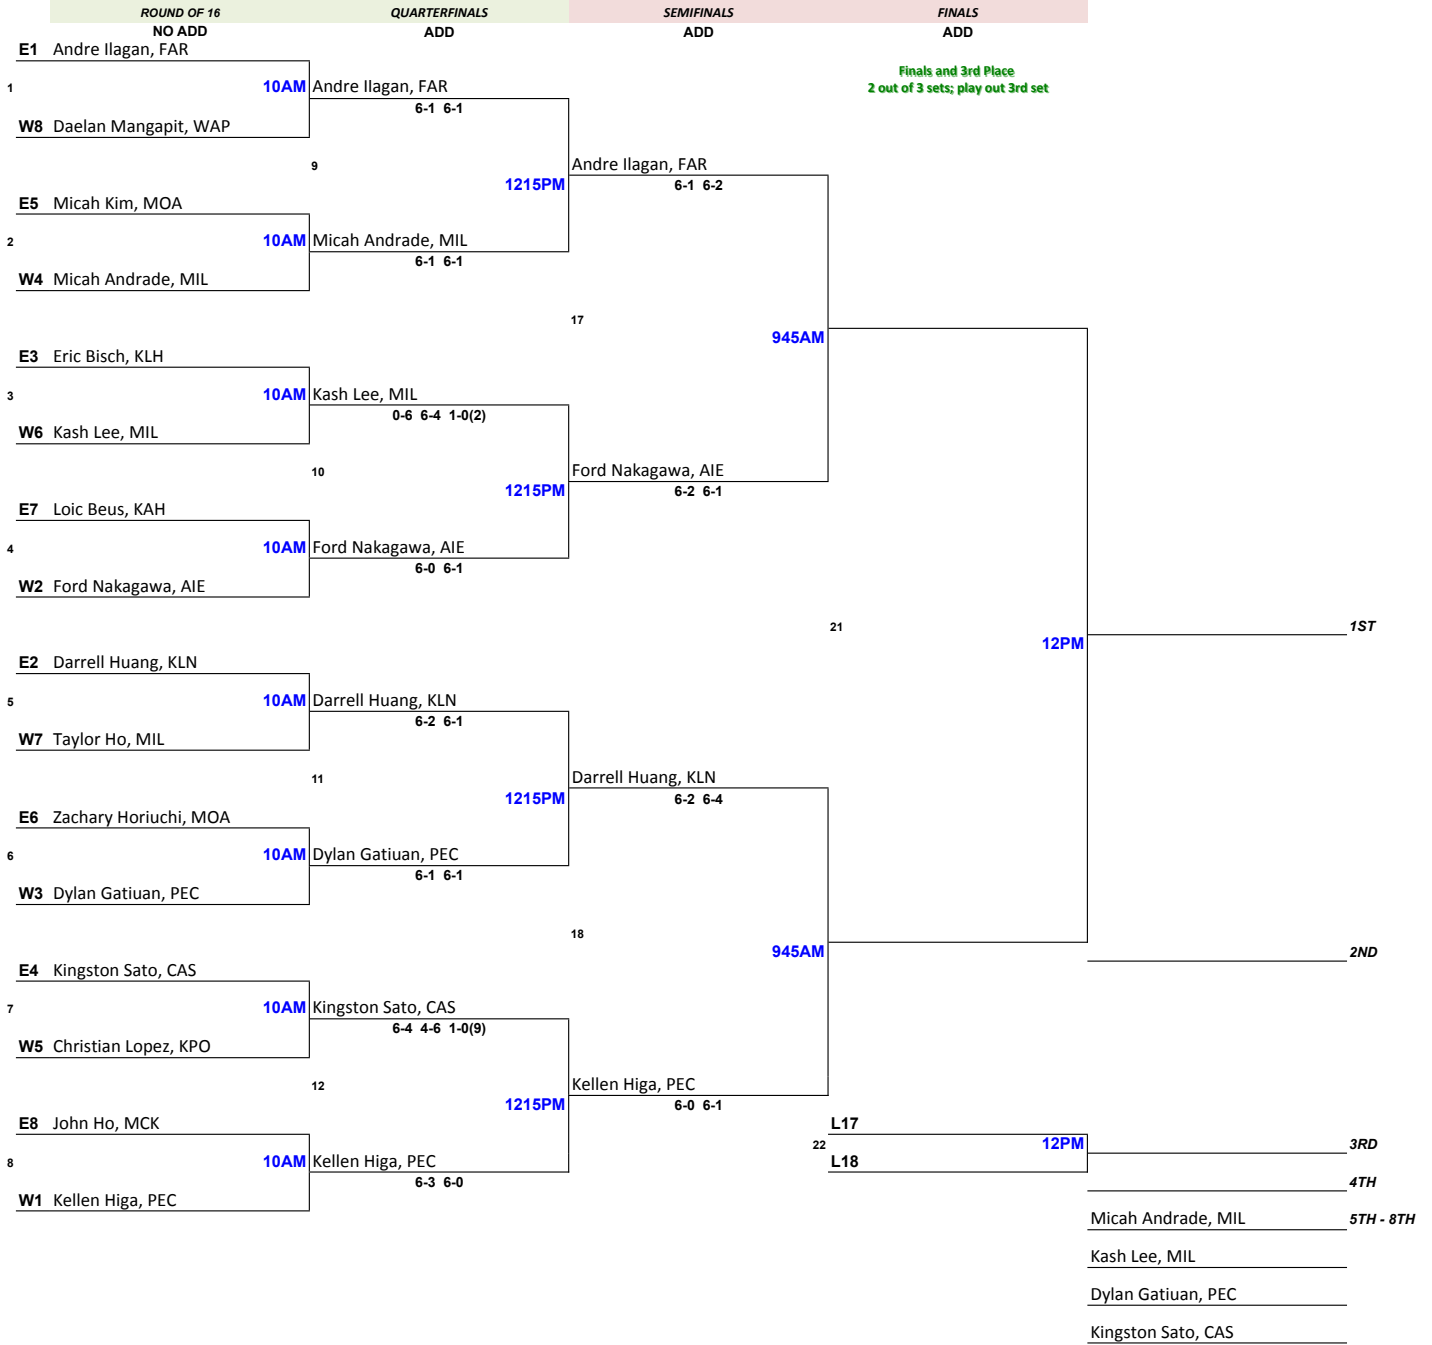 ROUND OF 16 QUARTERFINALS SEMIFINALS FINALS
NO ADD ADD ADD ADD
E1 Andre Ilagan, FAR
Finals and 3rd Place
1 10AM Andre Ilagan, FAR
2 out of 3 sets; play out 3rd set
6-1 6-1
W8 Daelan Mangapit, WAP
9 Andre Ilagan, FAR
1215PM 6-1 6-2
E5 Micah Kim, MOA
2 10AM Micah Andrade, MIL
6-1 6-1
W4 Micah Andrade, MIL
17
945AM
E3 Eric Bisch, KLH
3 10AM Kash Lee, MIL
0-6 6-4 1-0(2)
W6 Kash Lee, MIL
10 Ford Nakagawa, AIE
1215PM 6-2 6-1
E7 Loic Beus, KAH
4 10AM Ford Nakagawa, AIE
6-0 6-1
W2 Ford Nakagawa, AIE
21 1ST
12PM
E2 Darrell Huang, KLN
5 10AM Darrell Huang, KLN
6-2 6-1
W7 Taylor Ho, MIL
11 Darrell Huang, KLN
1215PM 6-2 6-4
E6 Zachary Horiuchi, MOA
6 10AM Dylan Gatiuan, PEC
6-1 6-1
W3 Dylan Gatiuan, PEC
18
945AM 2ND
E4 Kingston Sato, CAS
7 10AM Kingston Sato, CAS
6-4 4-6 1-0(9)
W5 Christian Lopez, KPO
12 Kellen Higa, PEC
1215PM 6-0 6-1
E8 John Ho, MCK L17
22 12PM 3RD
8 10AM Kellen Higa, PEC L18
6-3 6-0 4TH
W1 Kellen Higa, PEC
Micah Andrade, MIL 5TH - 8TH
Kash Lee, MIL
Dylan Gatiuan, PEC
Kingston Sato, CAS